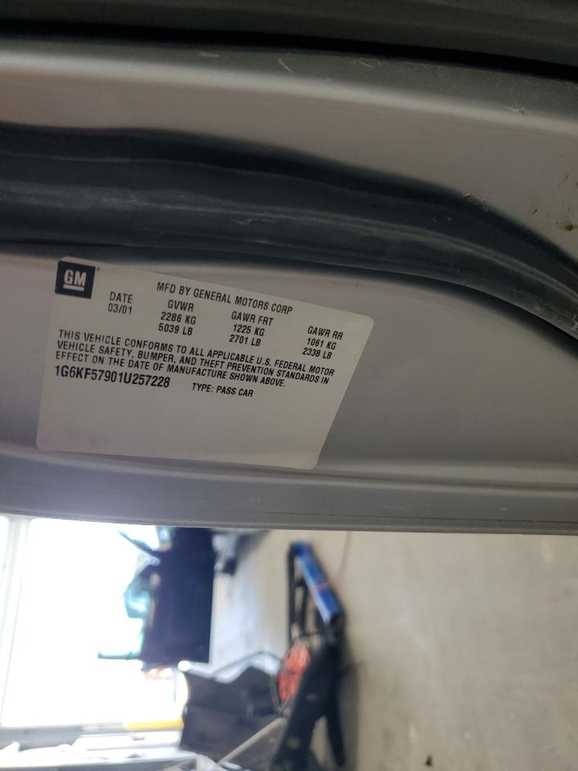 GM
MFD BY GENERAL MOTORS CORP
DATE GVWR GAWR FRT GAWR RR
03/01 2286 KG 1225 KG 1061 KG
5039 LB 2701 LB 2338 LB
THIS VEHICLE CONFORMS TO ALL APPLICABLE U.S. FEDERAL MOTOR
VEHICLE SAFETY, BUMPER, AND THEFT PREVENTION STANDARDS IN
EFFECT ON THE DATE OF MANUFACTURE SHOWN ABOVE.
1G6KF57901U257228 TYPE: PASS CAR